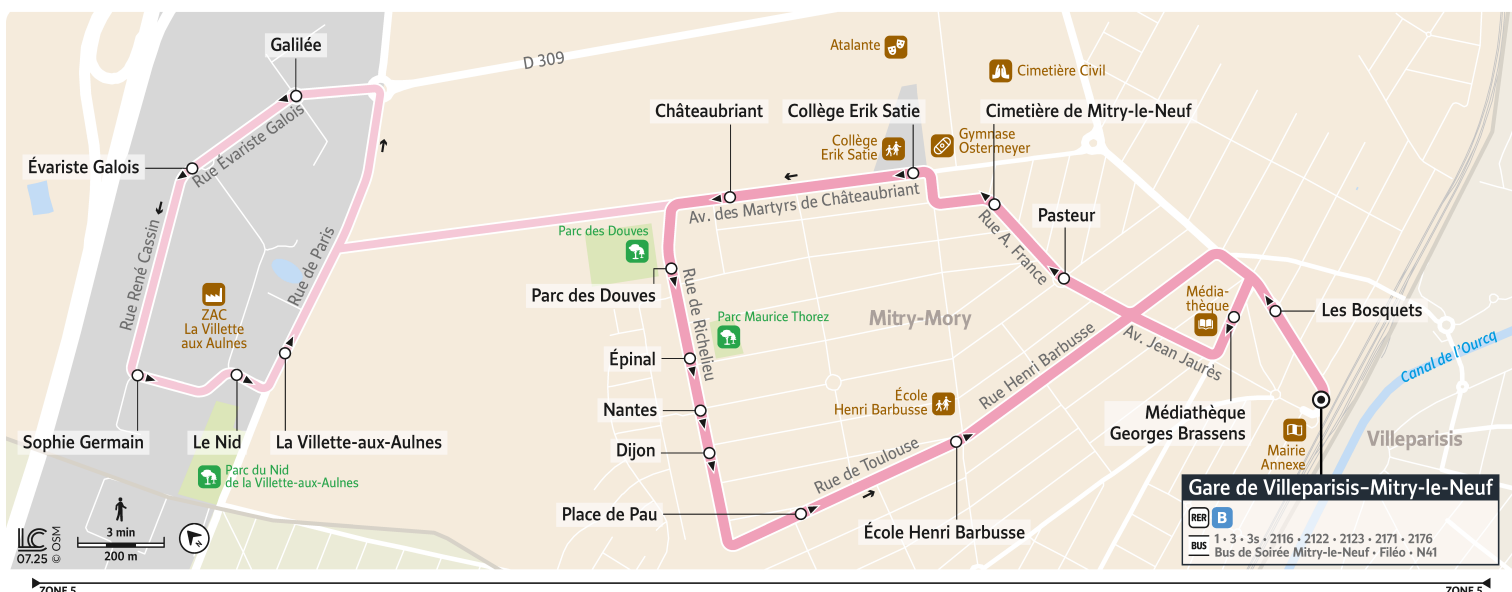 Galilée
D 309
Atalante
Cimetière Civil
Châteaubriant
Collège Erik Satie
Cimetière de Mitry-le-Neuf
Collège
Erik Satie
Gymnase
Ostermeyer
Évariste Galois
Rue Évariste Galois
Av. des Martyrs de Châteaubriant
Rue A. France
Pasteur
Rue René Cassin
Rue de Paris
Parc des Douves
Parc des Douves
Rue de Richelieu
ZAC
La Villette
aux Aulnes
Parc Maurice Thorez
Mitry-Mory
Média-
thèque
Les Bosquets
Av. Jean Jaurès
Rue Henri Barbusse
Canal de l'Ourcq
Épinal
Nantes
Dijon
École
Henri Barbusse
Médiathèque
Georges Brassens
Mairie
Annexe
Villeparisis
Sophie Germain
Le Nid
La Villette-aux-Aulnes
Parc du Nid
de la Villette-aux-Aulnes
Rue de Toulouse
Place de Pau
École Henri Barbusse
Gare de Villeparisis–Mitry-le-Neuf
RER B
BUS
1 • 3 • 3s • 2116 • 2122 • 2123 • 2171 • 2176
Bus de Soirée Mitry-le-Neuf • Filéo • N41
LC
07.25
© OSM
3 min
200 m
N
ZONE 5
ZONE 5